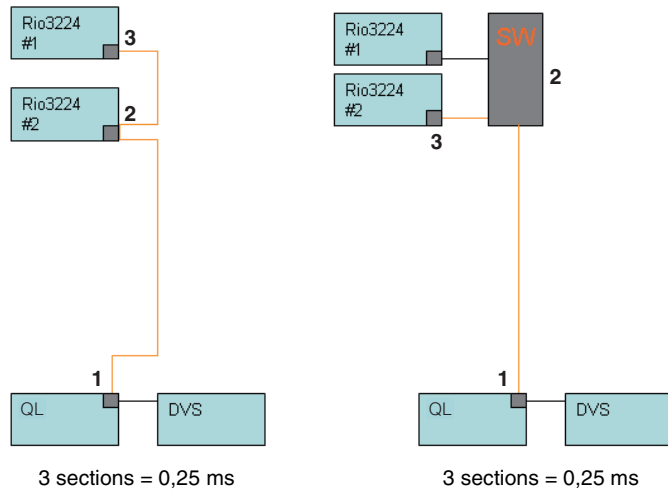 Rio3224
#1
3
Rio3224
#2
2
1
QL
DVS
3 sections = 0,25 ms
Rio3224
#1
SW
2
Rio3224
#2
3
1
QL
DVS
3 sections = 0,25 ms